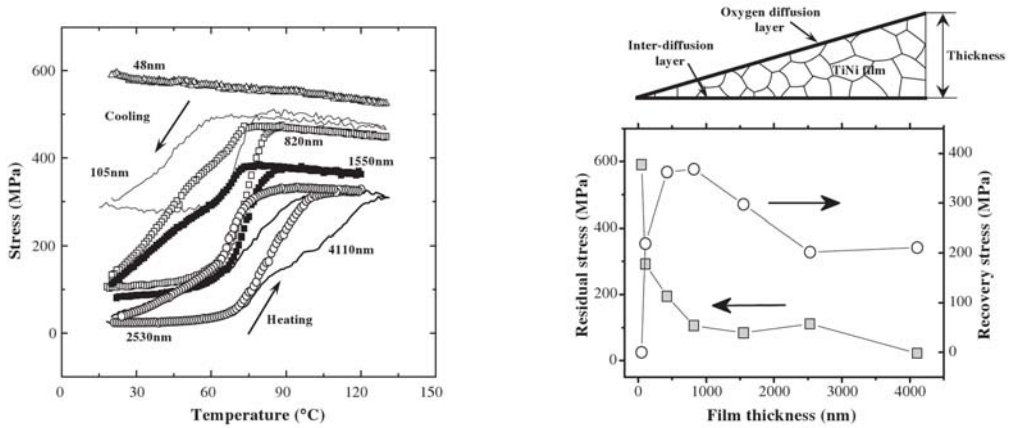 600
400
200
0
Stress (MPa)
48nm
Cooling
105nm
820nm
1550nm
4110nm
Heating
2530nm
0
30
60
90
120
150
Temperature (°C)
Oxygen diffusion
layer
Inter-diffusion
layer
TiNi film
Thickness
600
400
200
0
Residual stress (MPa)
400
300
200
100
0
Recovery stress (MPa)
0
1000
2000
3000
4000
Film thickness (nm)